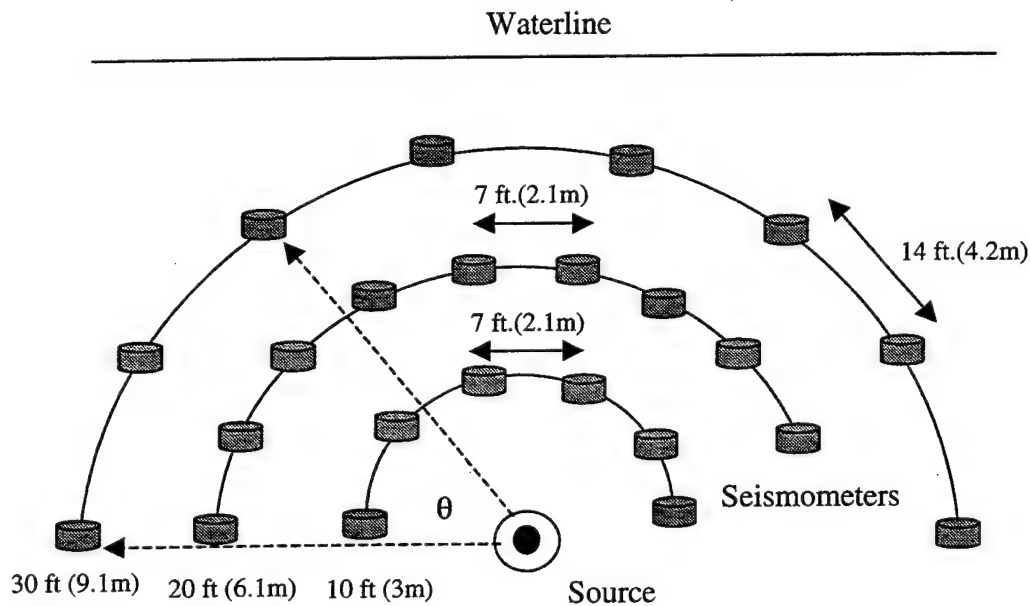 Waterline
7 ft.(2.1m)
14 ft.(4.2m)
7 ft.(2.1m)
Seismometers
θ
30 ft (9.1m) 20 ft (6.1m) 10 ft (3m)
Source